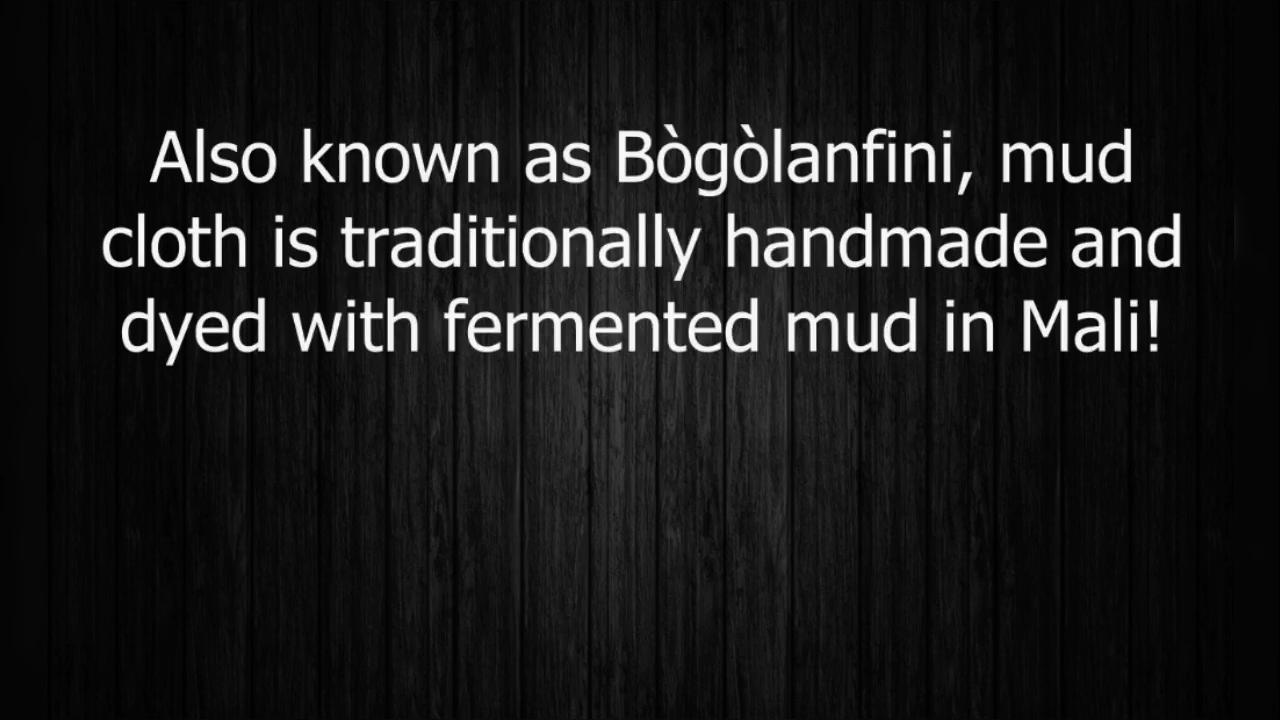 Also known as Bògòlanfini, mud
cloth is traditionally handmade and
dyed with fermented mud in Mali!